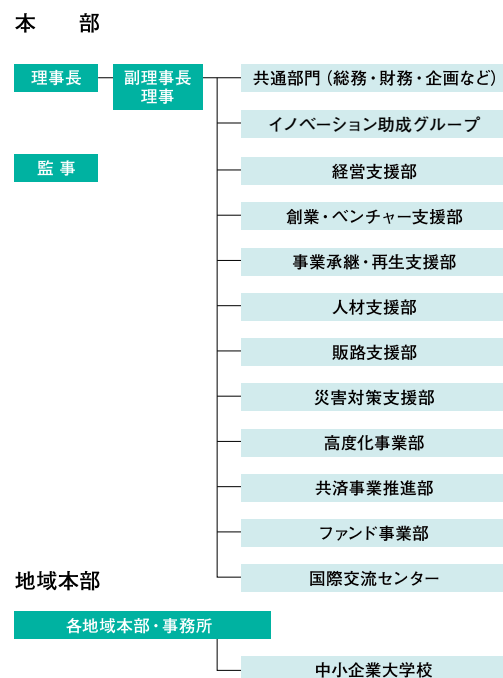 本 部
理事長
副理事長
理事
監事
共通部門（総務・財務・企画など）
イノベーション助成グループ
経営支援部
創業・ベンチャー支援部
事業承継・再生支援部
人材支援部
販路支援部
災害対策支援部
高度化事業部
共済事業推進部
ファンド事業部
国際交流センター
地域本部
各地域本部・事務所
中小企業大学校